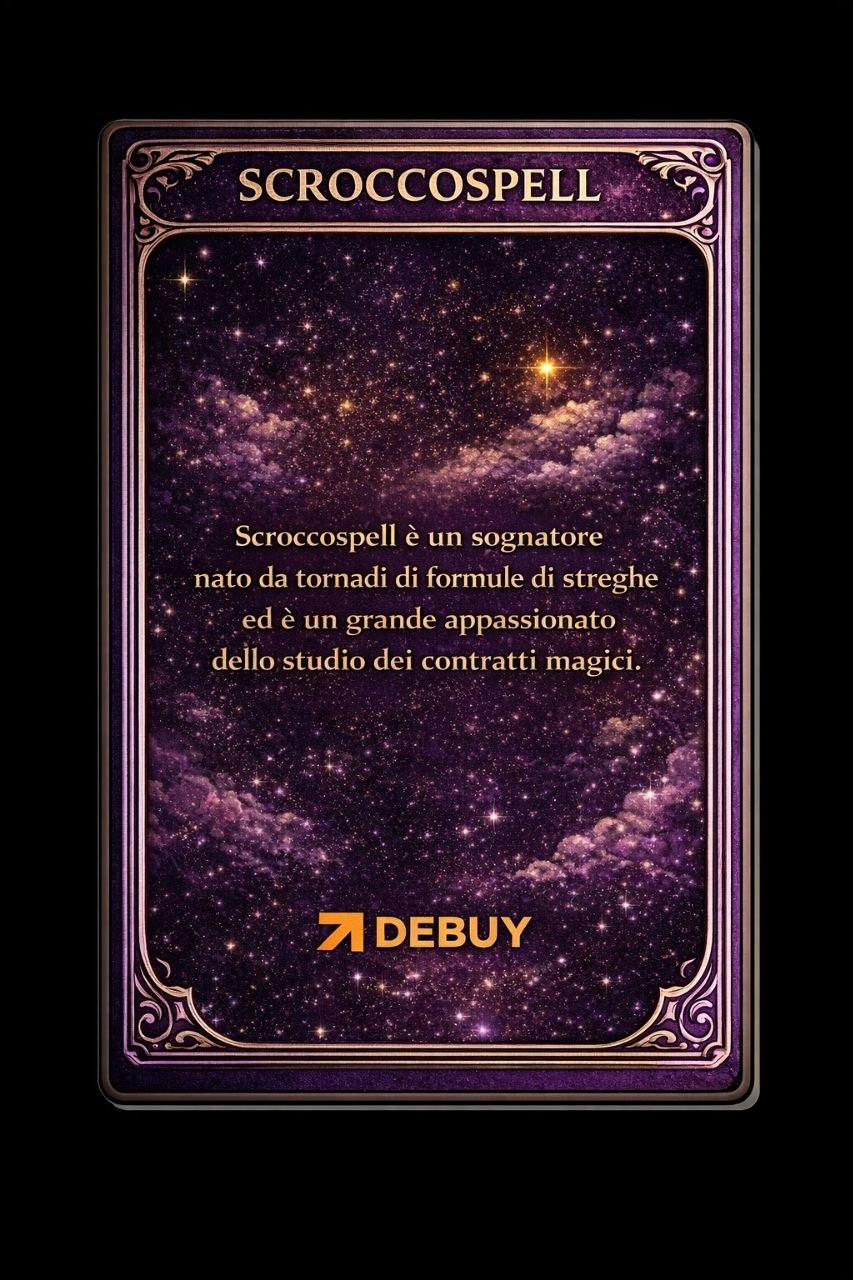 SCROCCOSPELL
Scroccospell è un sognatore
nato da tornadi di formule di streghe
ed è un grande appassionato
dello studio dei contratti magici.
DEBUY